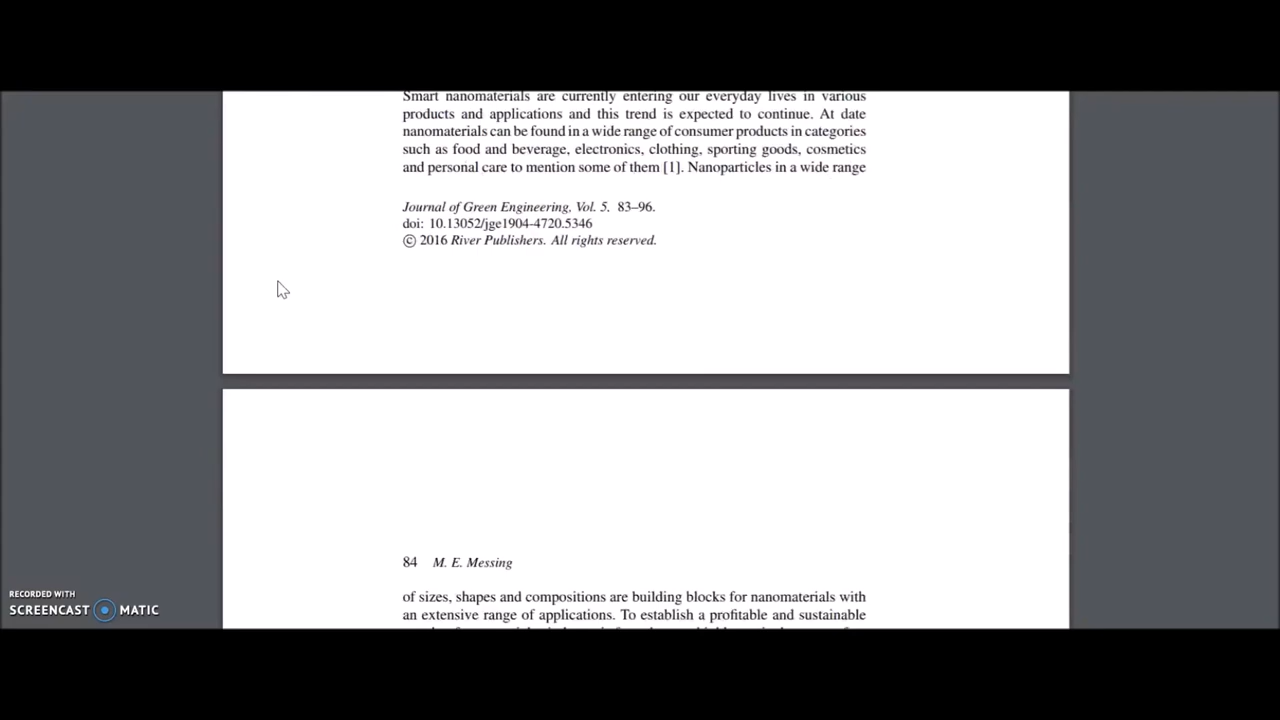 Smart nanomaterials are currently entering our everyday lives in various
products and applications and this trend is expected to continue. At date
nanomaterials can be found in a wide range of consumer products in categories
such as food and beverage, electronics, clothing, sporting goods, cosmetics
and personal care to mention some of them [1]. Nanoparticles in a wide range
Journal of Green Engineering, Vol. 5, 83–96.
doi: 10.13052/jge1904-4720.5346
© 2016 River Publishers. All rights reserved.
84 M. E. Messing
of sizes, shapes and compositions are building blocks for nanomaterials with
an extensive range of applications. To establish a profitable and sustainable
RECORDED WITH
SCREENCAST MATIC